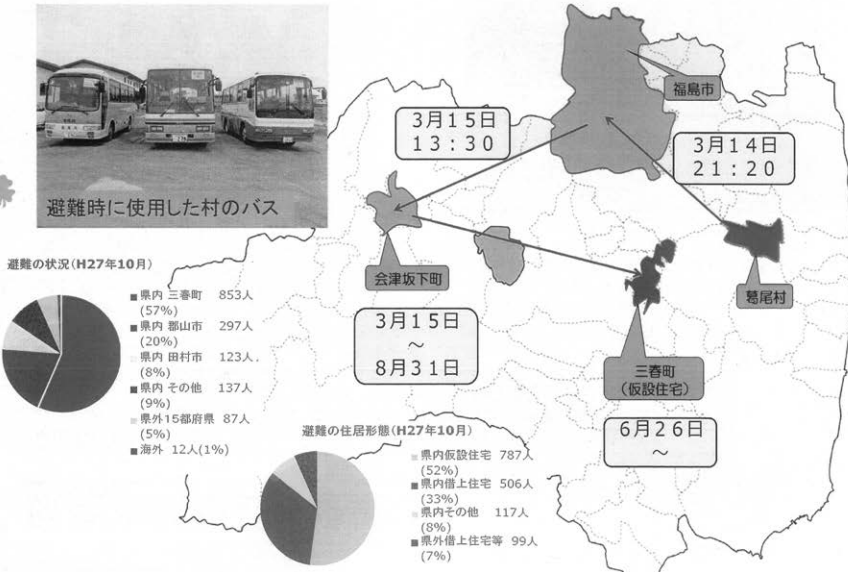 避難時に使用した村のバス
福島市
3月15日
13:30
3月14日
21:20
会津坂下町
葛尾村
3月15日
~
8月31日
三春町
(仮設住宅)
6月26日
~
避難の状況(H27年10月)
■県内 三春町 853人
(57%)
■県内 郡山市 297人
(20%)
県内 田村市 123人.
(8%)
■県内 その他 137人
(9%)
県外15都府県 87人
(5%)
■海外 12人(1%)
避難の住居形態(H27年10月)
県内仮設住宅 787人
(52%)
■県内借上住宅 506人
(33%)
県内その他 117人
(8%)
■県外借上住宅等 99人
(7%)